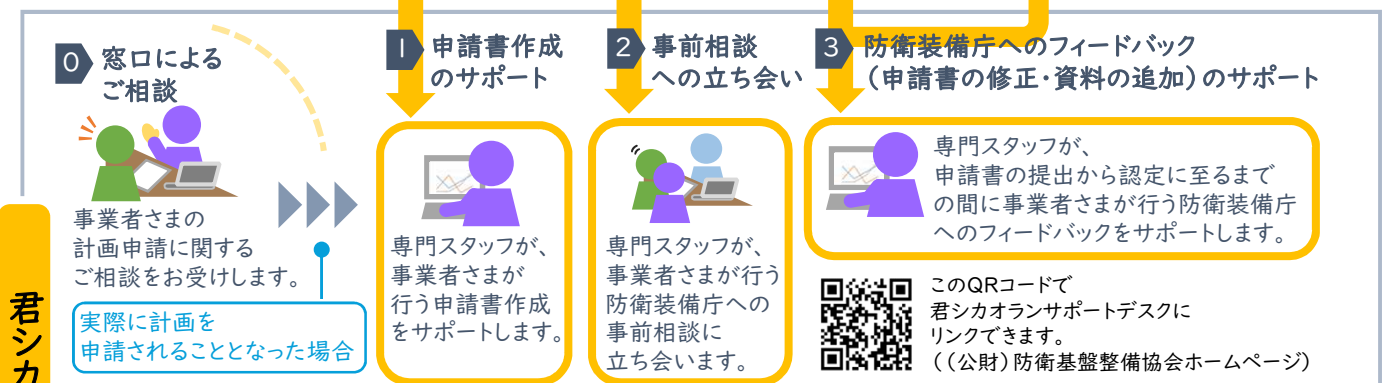 0 窓口による
ご相談
事業者さまの
計画申請に関する
ご相談をお受けします。
実際に計画を
申請されることとなった場合
1 申請書作成
のサポート
専門スタッフが、
事業者さまが
行う申請書作成
をサポートします。
2 事前相談
への立ち会い
専門スタッフが、
事業者さまが行う
防衛装備庁への
事前相談に
立ち会います。
3 防衛装備庁へのフィードバック
（申請書の修正・資料の追加）のサポート
専門スタッフが、
申請書の提出から認定に至るまで
の間に事業者さまが行う防衛装備庁
へのフィードバックをサポートします。
このQRコードで
君シカオランサポートデスクに
リンクできます。
（（公財）防衛基盤整備協会ホームページ）
君シカ